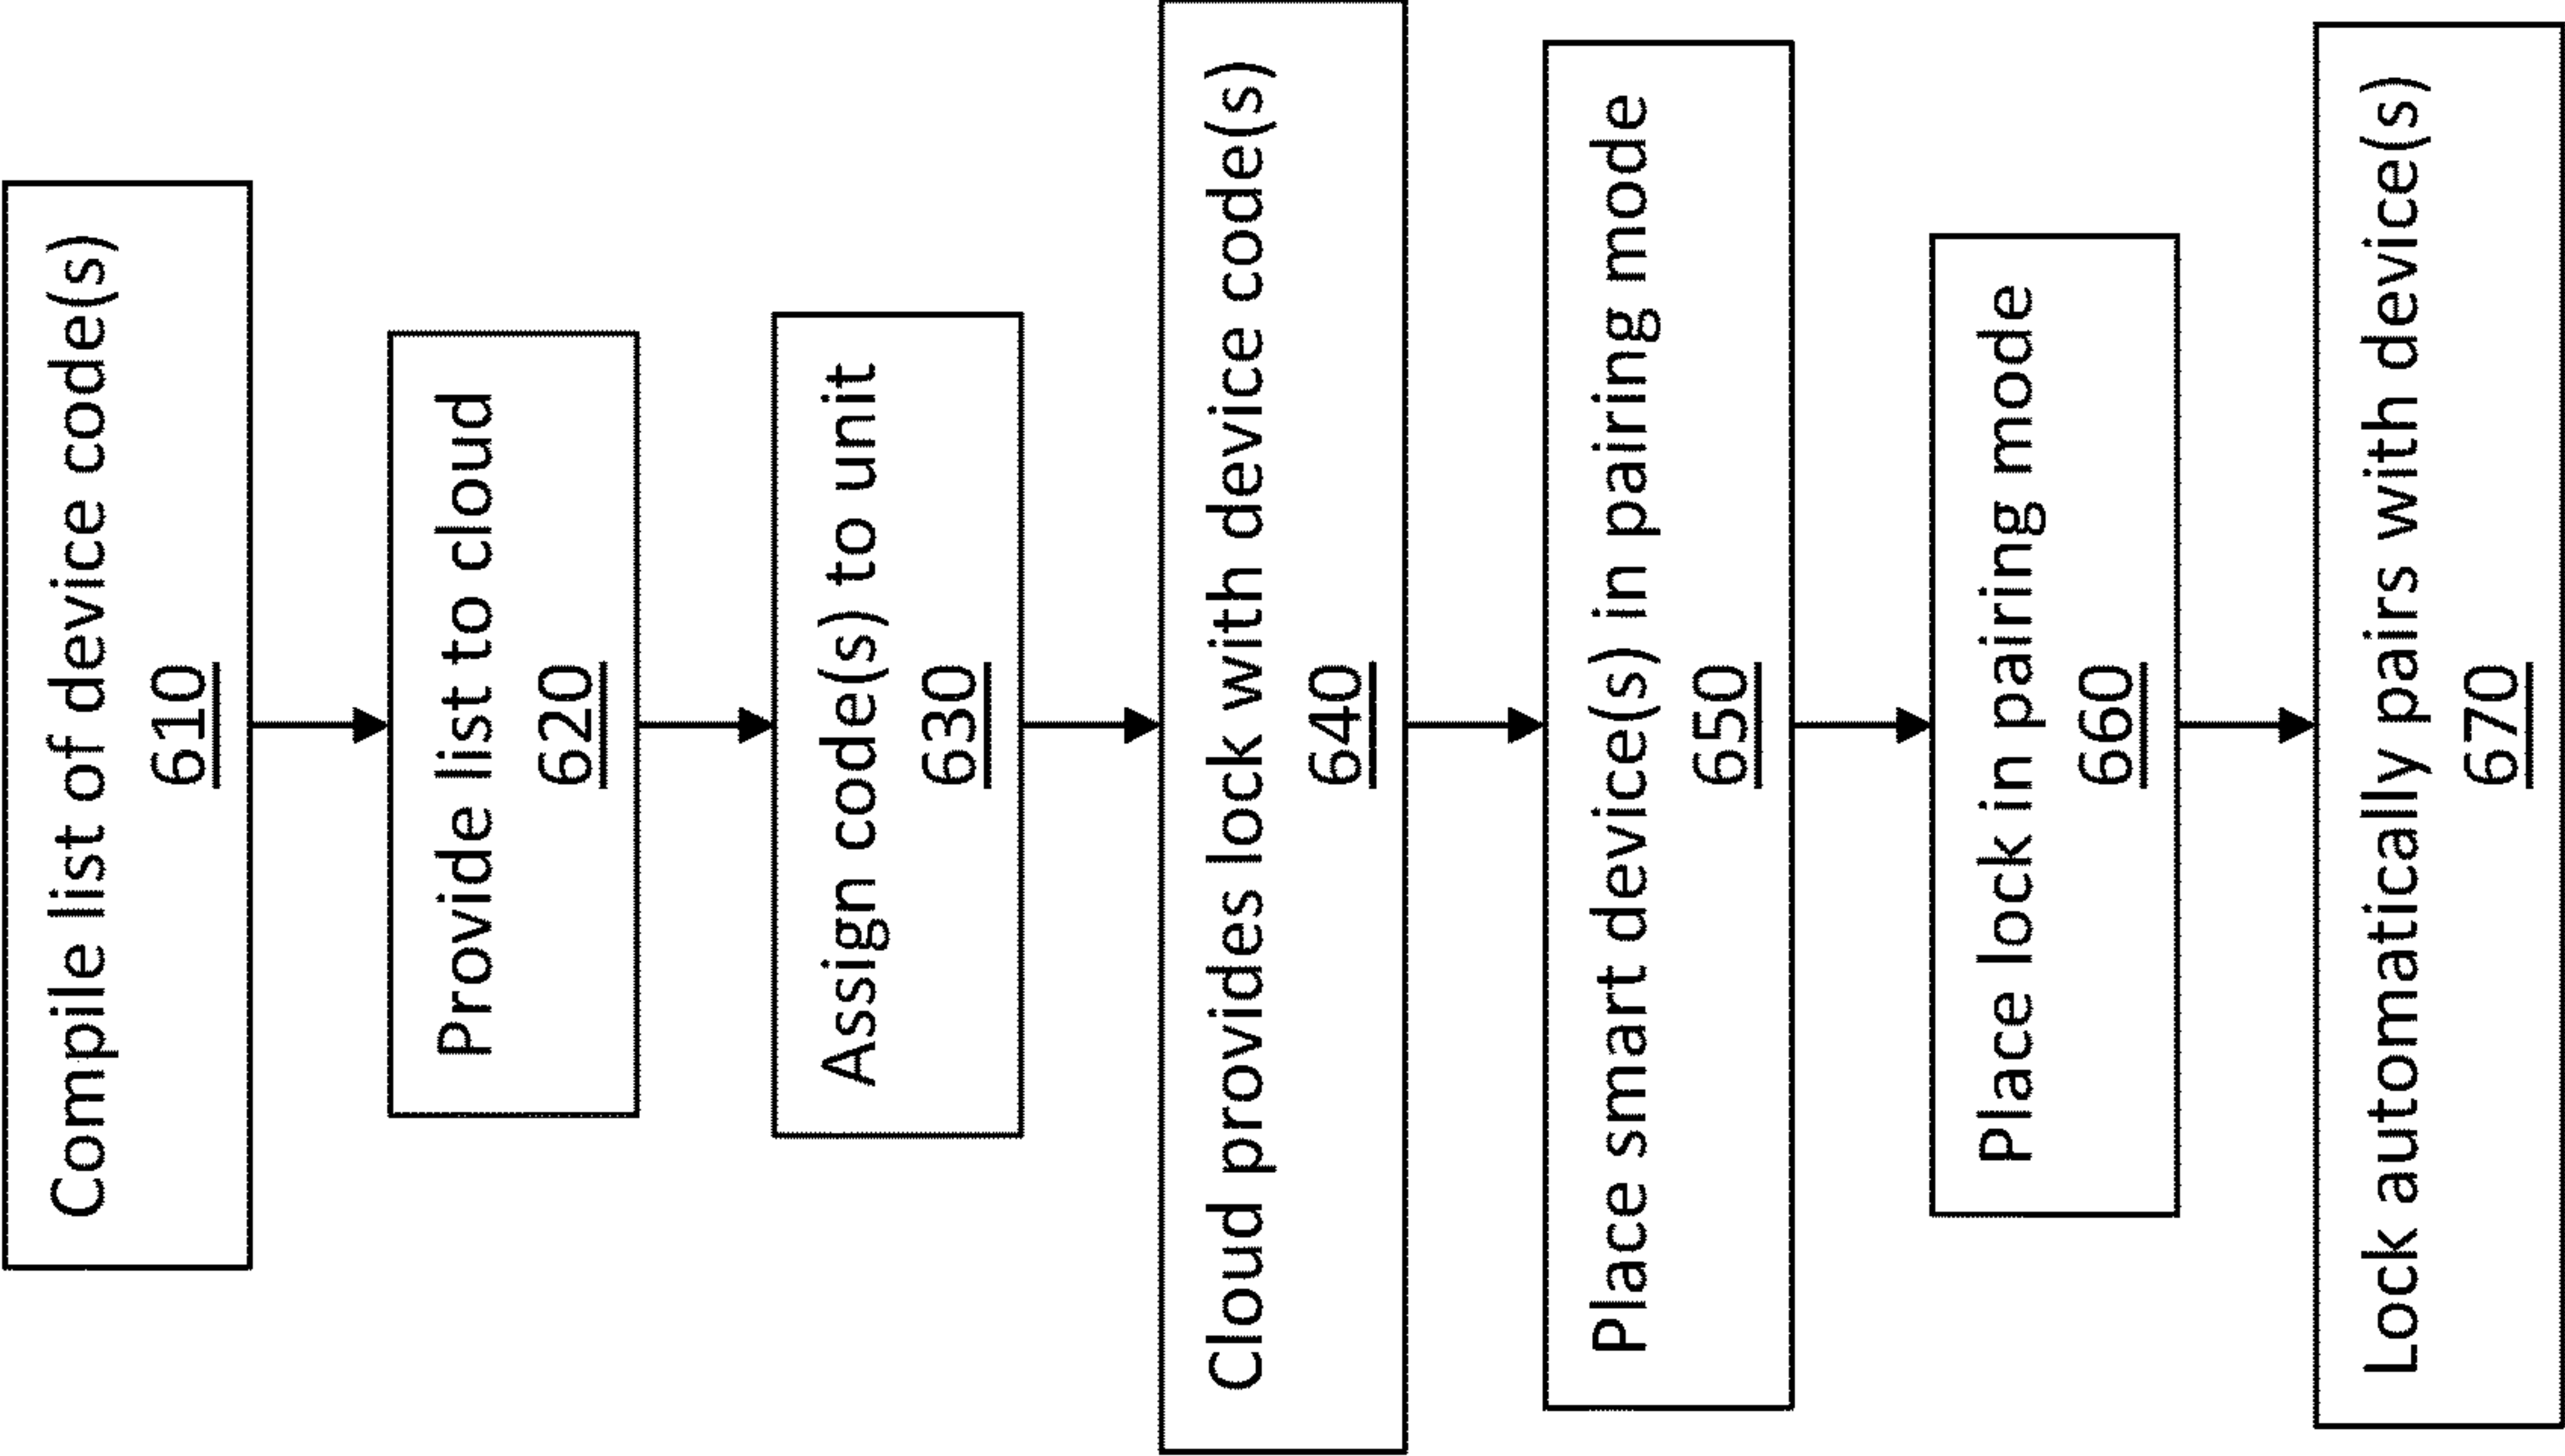 Compile list of device code(s)
610
Provide list to cloud
620
Assign code(s) to unit
630
Cloud provides lock with device code(s)
640
Place smart device(s) in pairing mode
650
Place lock in pairing mode
660
Lock automatically pairs with device(s)
670